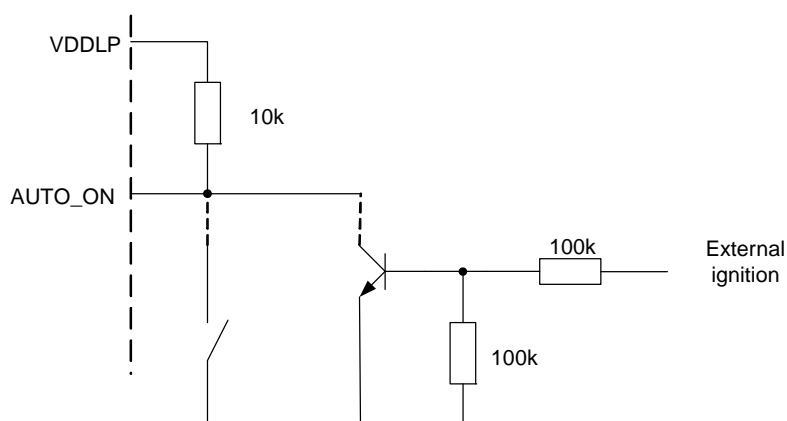 VDDLP
10k
AUTO_ON
100k
External
ignition
100k